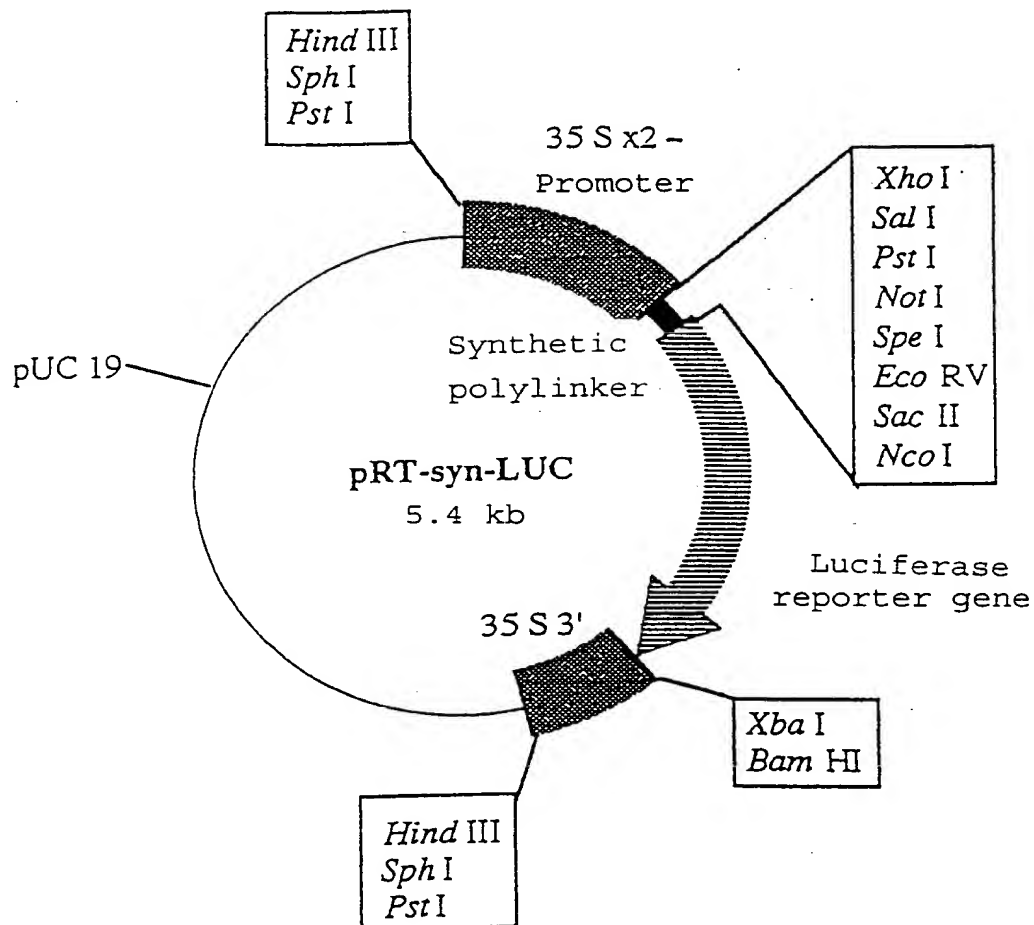 Hind III
Sph I
Pst I
35 S x2-
Promoter
Xho I
Sal I
Pst I
Not I
Spe I
Eco RV
Sac II
Nco I
Synthetic
polylinker
pUC 19
pRT-syn-LUC
5.4 kb
Luciferase
reporter gene
35 S 3'
Xba I
Bam HI
Hind III
Sph I
Pst I